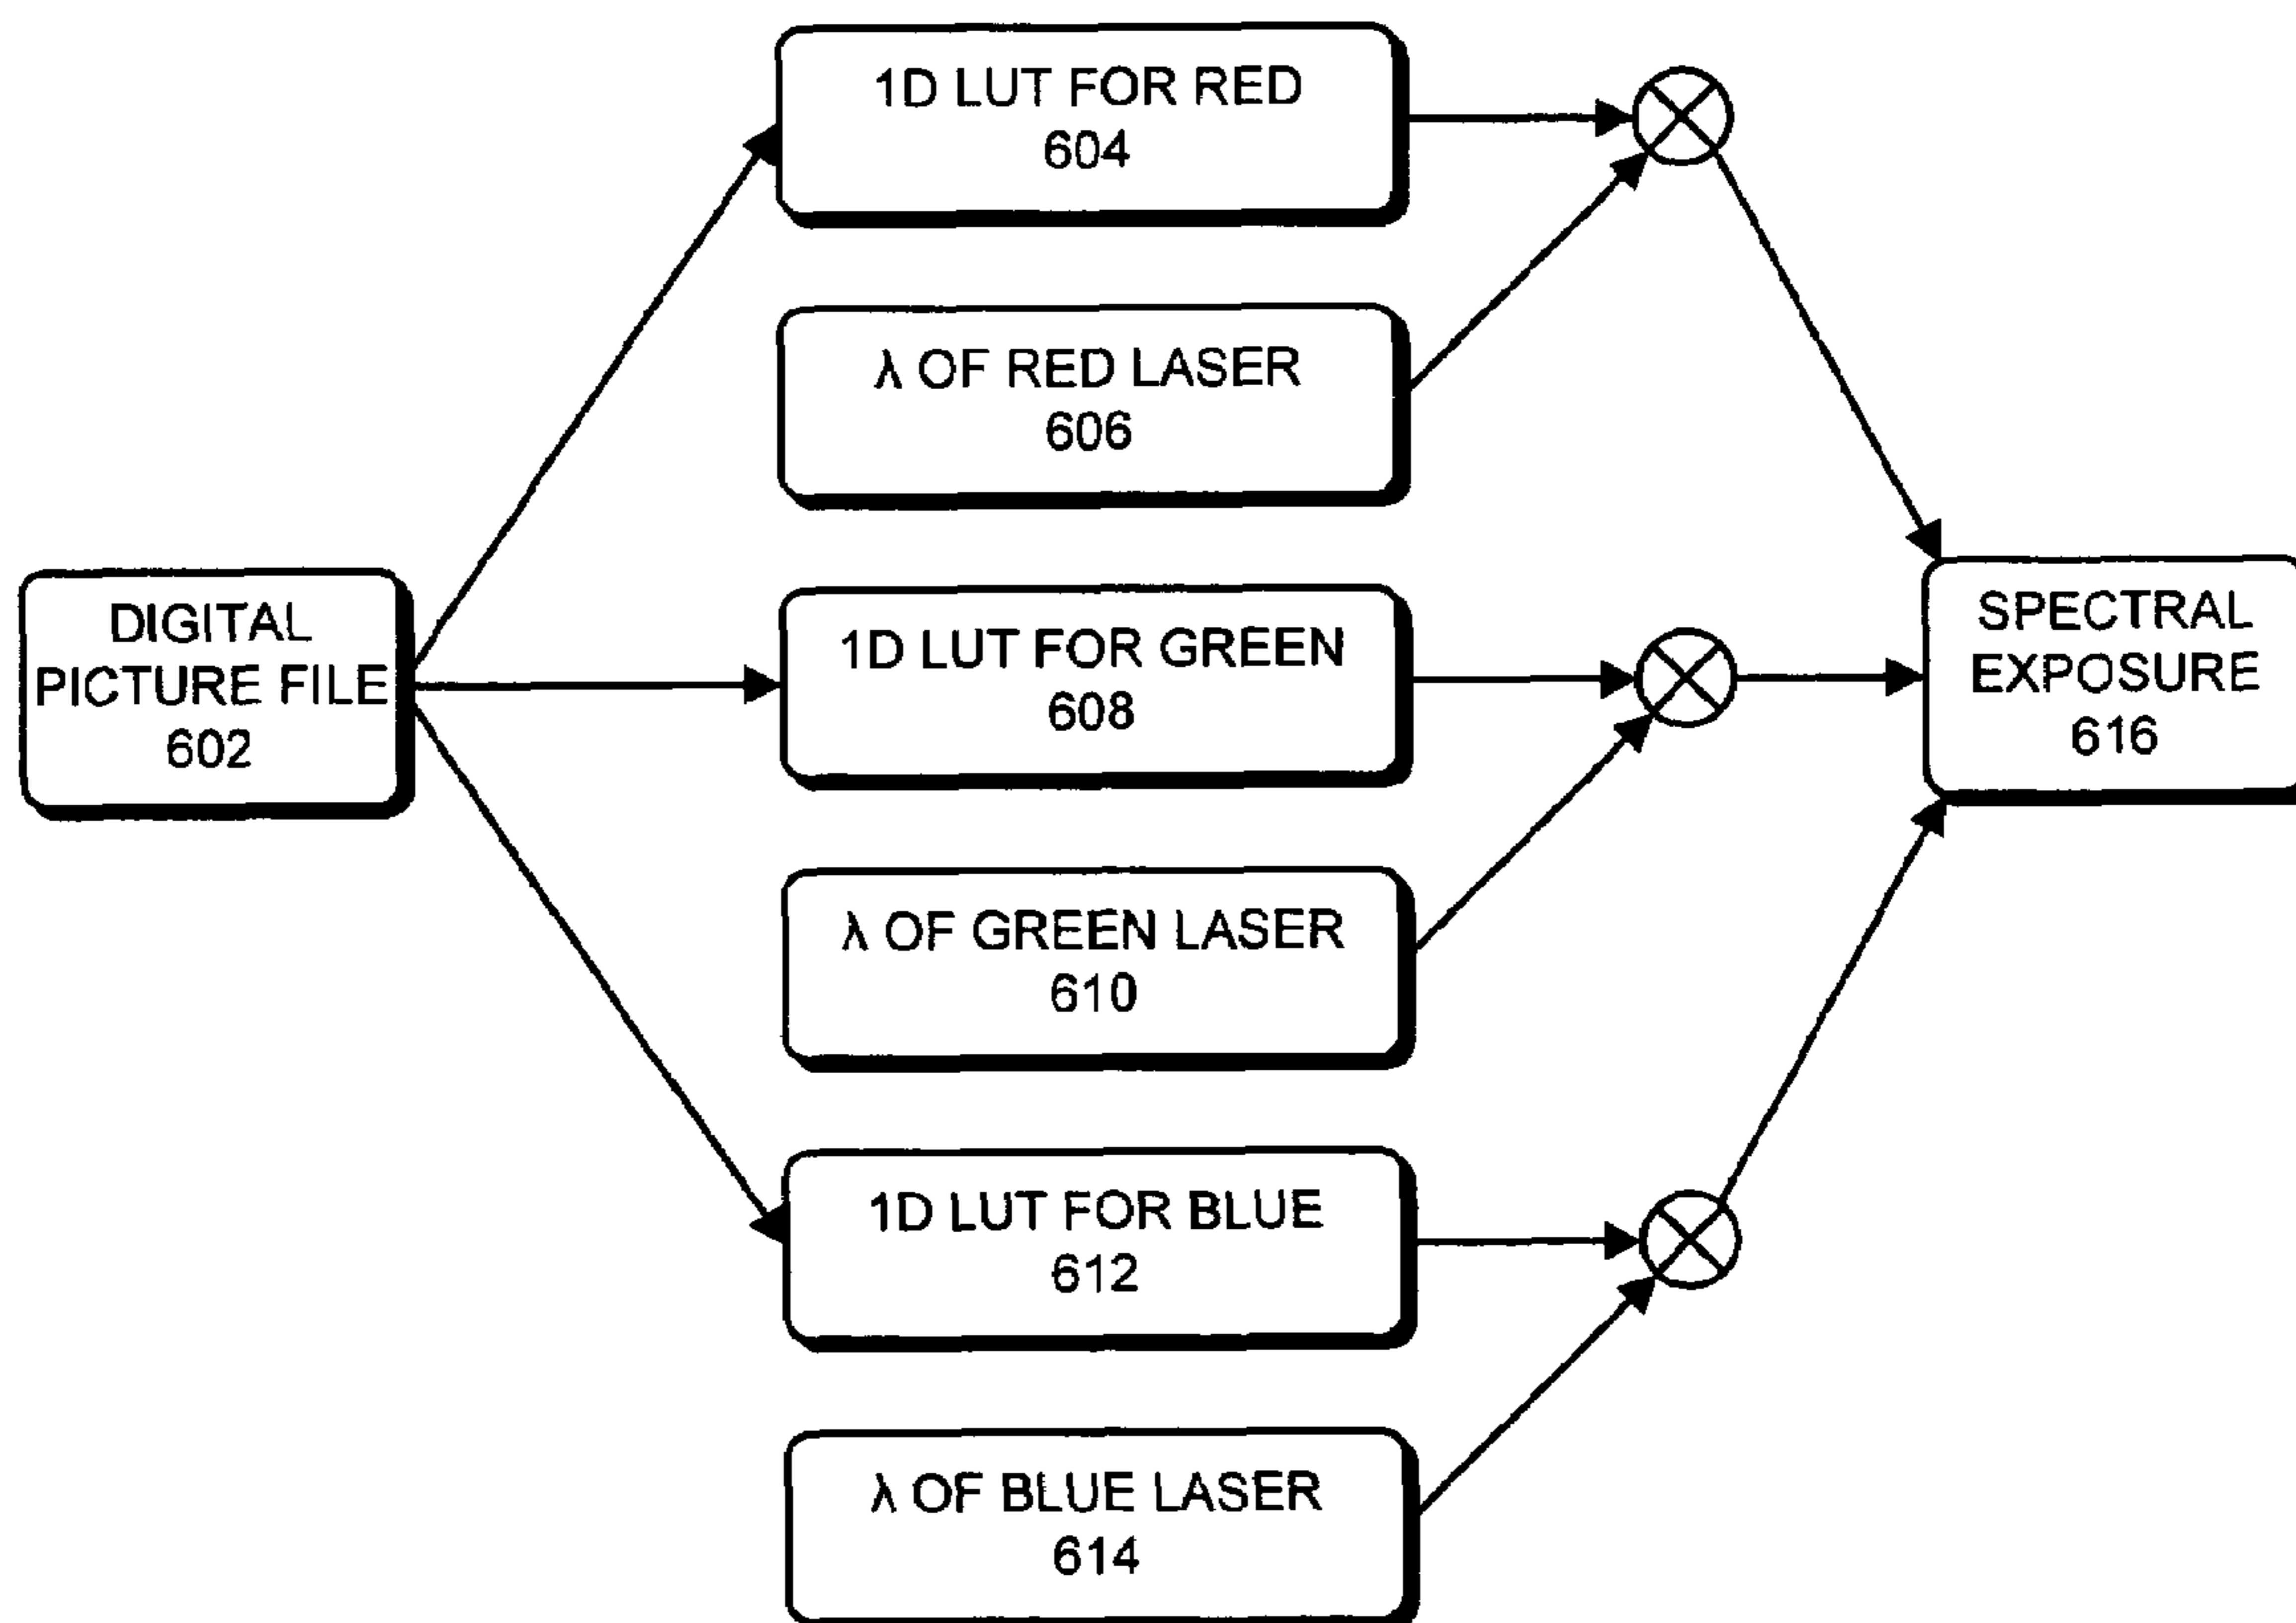 1D LUT FOR RED
604
λ OF RED LASER
606
DIGITAL
PICTURE FILE
602
1D LUT FOR GREEN
608
SPECTRAL
EXPOSURE
616
λ OF GREEN LASER
610
1D LUT FOR BLUE
612
λ OF BLUE LASER
614